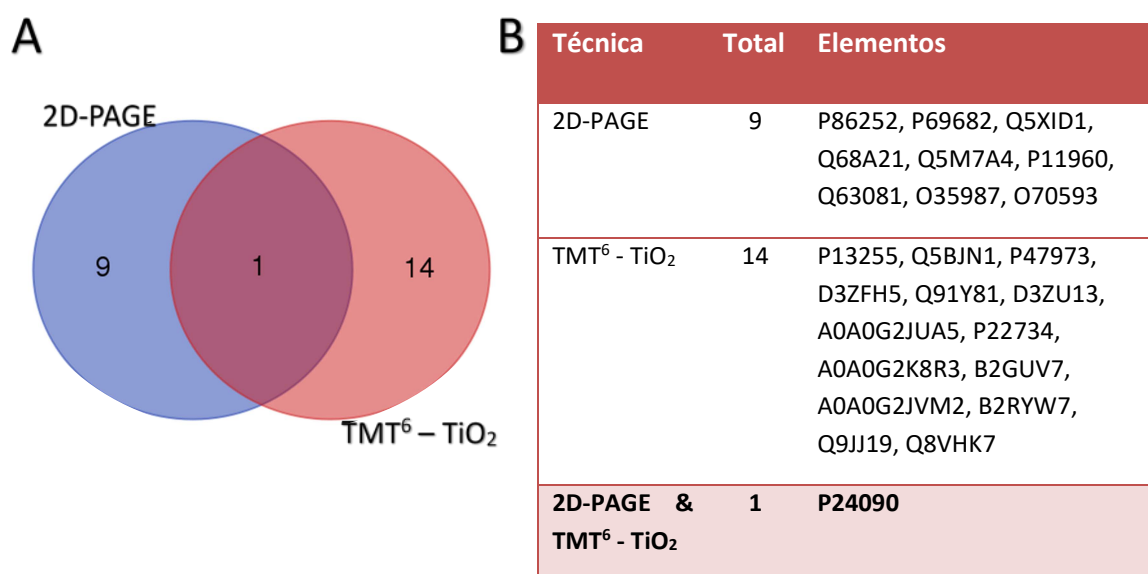 A
2D-PAGE
9
1
14
TMT⁶ – TiO₂
B
Técnica Total Elementos
2D-PAGE 9 P86252, P69682, Q5XID1,
Q68A21, Q5M7A4, P11960,
Q63081, O35987, O70593
TMT⁶ - TiO₂ 14 P13255, Q5BJN1, P47973,
D3ZFH5, Q91Y81, D3ZU13,
A0A0G2JUA5, P22734,
A0A0G2K8R3, B2GUV7,
A0A0G2JVM2, B2RYW7,
Q9JJ19, Q8VHK7
2D-PAGE & 1 P24090
TMT⁶ - TiO₂